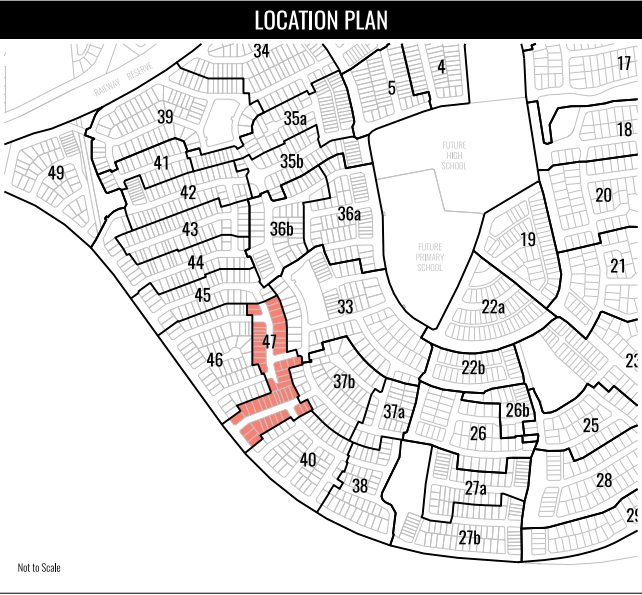 LOCATION PLAN
34
4
17
RAILWAY RESERVE
5
39
35a
18
FUTURE
HIGH
SCHOOL
41
35b
49
42
20
36a
43
36b
19
FUTURE
PRIMARY
SCHOOL
44
21
45
33
22a
47
46
22b
23
37b
37a
26b
25
26
40
28
38
27a
29
27b
Not to Scale